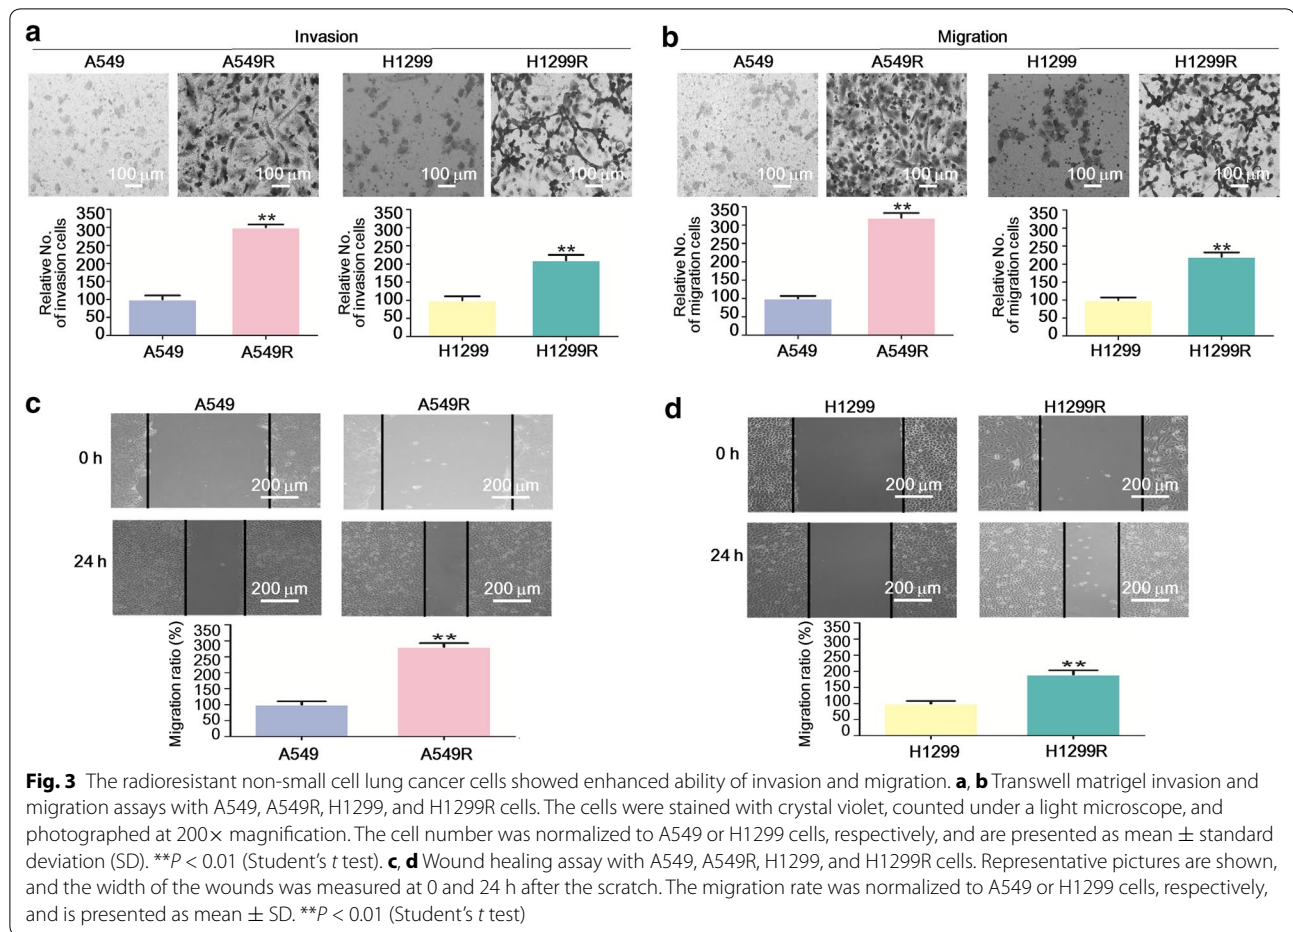 a
Invasion
A549
A549R
H1299
H1299R
100 μm
100 μm
100 μm
100 μm
Relative No.
of invasion cells
350
300
250
200
150
100
50
0
**
A549
A549R
Relative No.
of invasion cells
350
300
250
200
150
100
50
0
**
H1299
H1299R
b
Migration
A549
A549R
H1299
H1299R
100 μm
100 μm
100 μm
100 μm
Relative No.
of migration cells
350
300
250
200
150
100
50
0
**
A549
A549R
Relative No.
of migration cells
350
300
250
200
150
100
50
0
**
H1299
H1299R
c
A549
A549R
0 h
200 μm
200 μm
24 h
200 μm
200 μm
Migration ratio (%)
350
300
250
200
150
100
50
0
**
A549
A549R
d
H1299
H1299R
0 h
200 μm
200 μm
24 h
200 μm
200 μm
Migration ratio (%)
350
300
250
200
150
100
50
0
**
H1299
H1299R
Fig. 3 The radioresistant non-small cell lung cancer cells showed enhanced ability of invasion and migration. a, b Transwell matrigel invasion and
migration assays with A549, A549R, H1299, and H1299R cells. The cells were stained with crystal violet, counted under a light microscope, and
photographed at 200× magnification. The cell number was normalized to A549 or H1299 cells, respectively, and are presented as mean ± standard
deviation (SD). **P < 0.01 (Student's t test). c, d Wound healing assay with A549, A549R, H1299, and H1299R cells. Representative pictures are shown,
and the width of the wounds was measured at 0 and 24 h after the scratch. The migration rate was normalized to A549 or H1299 cells, respectively,
and is presented as mean ± SD. **P < 0.01 (Student's t test)